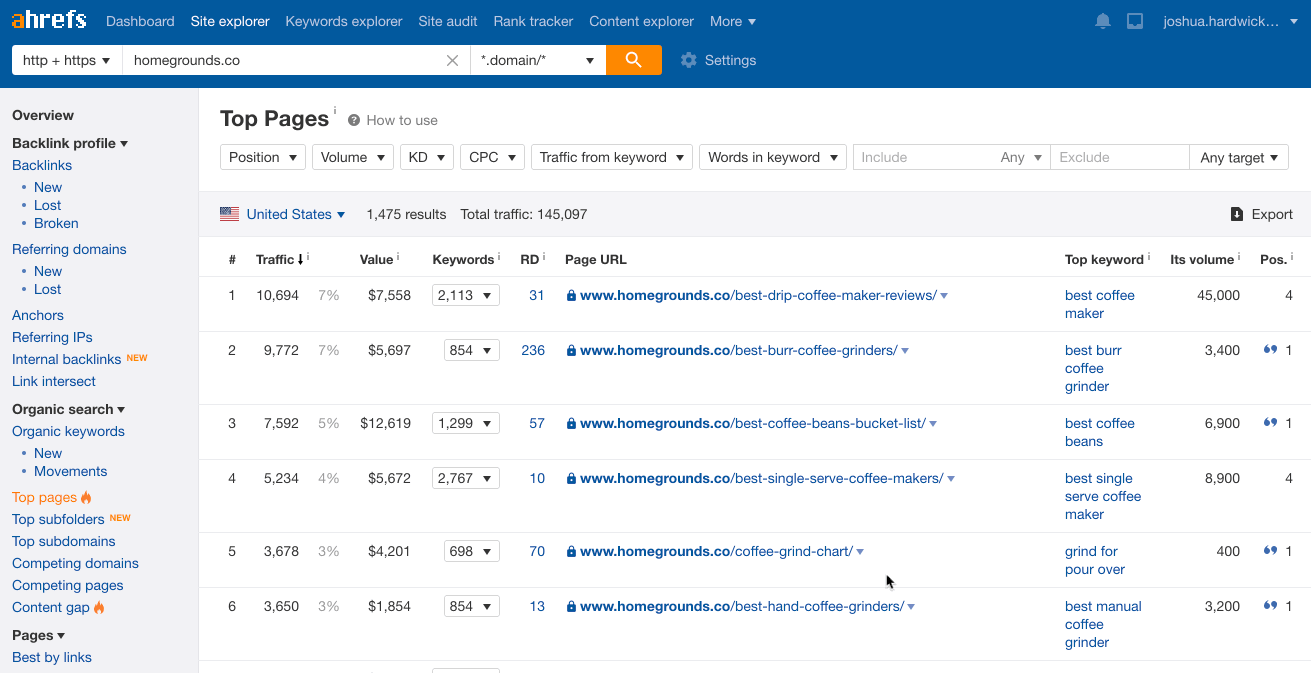 ahrefs Dashboard Site explorer Keywords explorer Site audit Rank tracker Content explorer More joshua.hardwick...
http + https homegrounds.co *.domain/* Settings
Overview
Backlink profile
Backlinks
• New
• Lost
• Broken
Referring domains
• New
• Lost
Anchors
Referring IPs
Internal backlinks NEW
Link intersect
Organic search
Organic keywords
• New
• Movements
Top pages
Top subfolders NEW
Top subdomains
Competing domains
Competing pages
Content gap
Pages
Best by links
Top Pages i ? How to use
Position Volume KD CPC Traffic from keyword Words in keyword Include Any Exclude Any target
United States 1,475 results Total traffic: 145,097 Export
# Traffic i Value i Keywords i RD i Page URL Top keyword i Its volume i Pos. i
1 10,694 7% $7,558 2,113 31 www.homegrounds.co/best-drip-coffee-maker-reviews/ best coffee 45,000 4
maker
2 9,772 7% $5,697 854 236 www.homegrounds.co/best-burr-coffee-grinders/ best burr 3,400 1
coffee
grinder
3 7,592 5% $12,619 1,299 57 www.homegrounds.co/best-coffee-beans-bucket-list/ best coffee 6,900 1
beans
4 5,234 4% $5,672 2,767 10 www.homegrounds.co/best-single-serve-coffee-makers/ best single 8,900 4
serve coffee
maker
5 3,678 3% $4,201 698 70 www.homegrounds.co/coffee-grind-chart/ grind for 400 1
pour over
6 3,650 3% $1,854 854 13 www.homegrounds.co/best-hand-coffee-grinders/ best manual 3,200 1
coffee
grinder